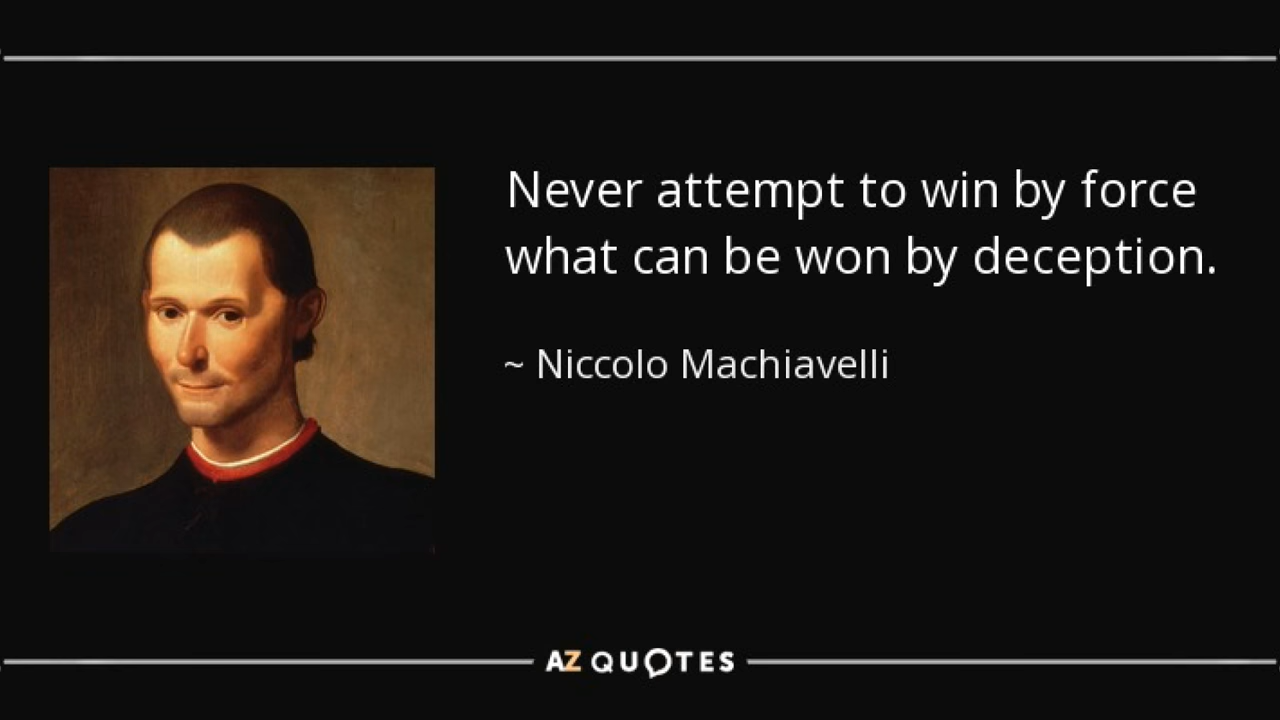 Never attempt to win by force
what can be won by deception.
~ Niccolo Machiavelli
AZ QUOTES